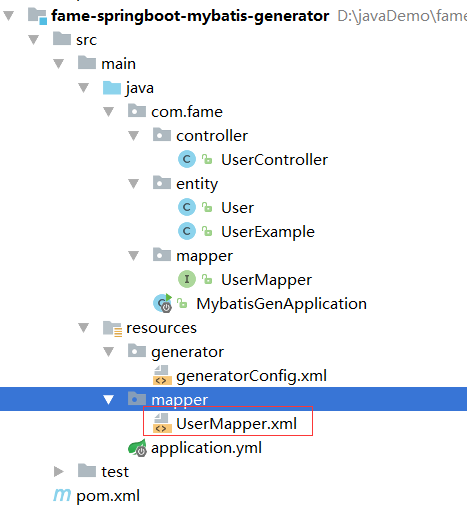 fame-springboot-mybatis-generator D:\javaDemo\fame
src
main
java
com.fame
controller
C UserController
entity
C User
C UserExample
mapper
I UserMapper
MybatisGenApplication
resources
generator
generatorConfig.xml
mapper
UserMapper.xml
application.yml
test
m pom.xml